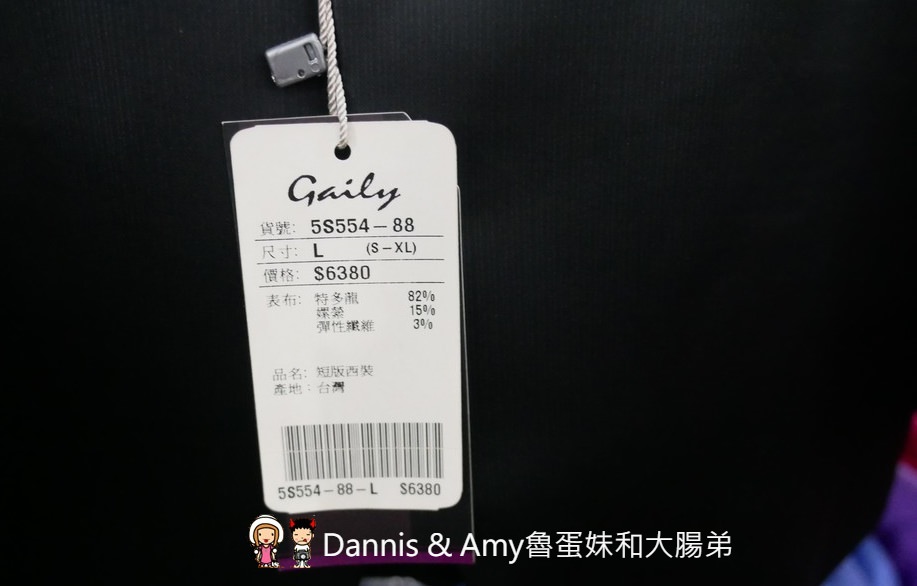 Gaily
貨號: 5S554－88
尺寸: L (S－XL)
價格: $6380
表布: 特多龍 82%
嫘縈 15%
彈性纖維 3%
品名: 短版西裝
產地: 台灣
5S554－88－L $6380
Dannis & Amy魯蛋妹和大腸弟